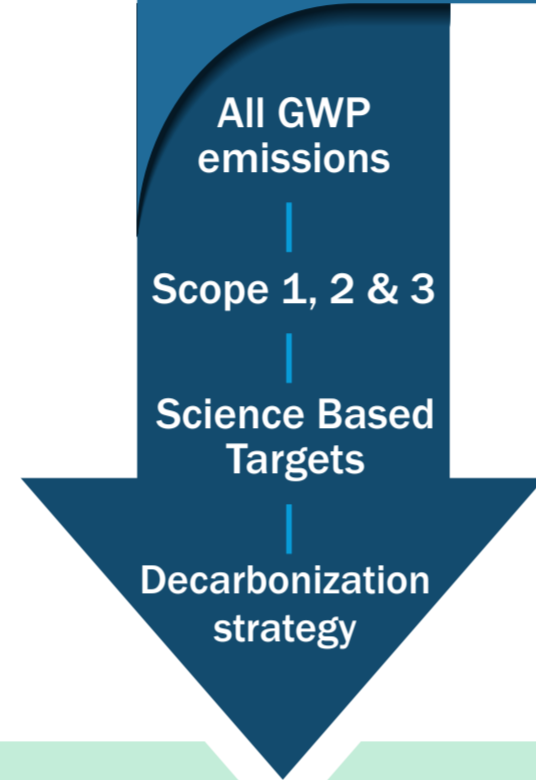 All GWP
emissions
Scope 1, 2 & 3
Science Based
Targets
Decarbonization
strategy